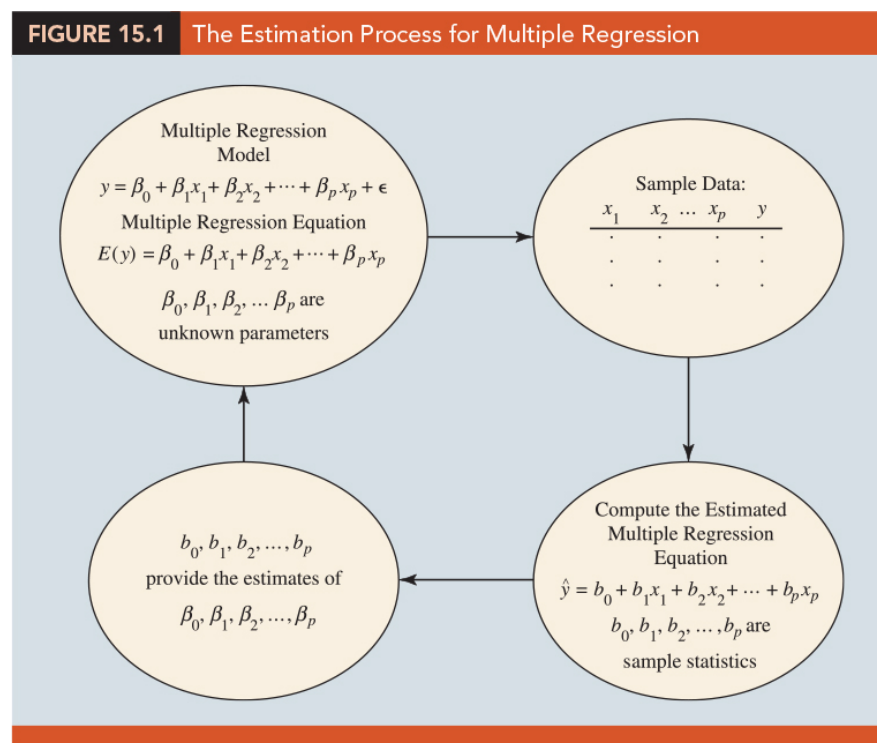 FIGURE 15.1 The Estimation Process for Multiple Regression
Multiple Regression
Model
y = β₀ + β₁x₁ + β₂x₂ + ⋯ + βₚxₚ + ϵ
Multiple Regression Equation
E(y) = β₀ + β₁x₁ + β₂x₂ + ⋯ + βₚxₚ
β₀, β₁, β₂, … βₚ are
unknown parameters
Sample Data:
x₁ x₂ … xₚ y
. . . .
. . . .
. . . .
Compute the Estimated
Multiple Regression
Equation
ŷ = b₀ + b₁x₁ + b₂x₂ + ⋯ + bₚxₚ
b₀, b₁, b₂, … , bₚ are
sample statistics
b₀, b₁, b₂, …, bₚ
provide the estimates of
β₀, β₁, β₂, …, βₚ